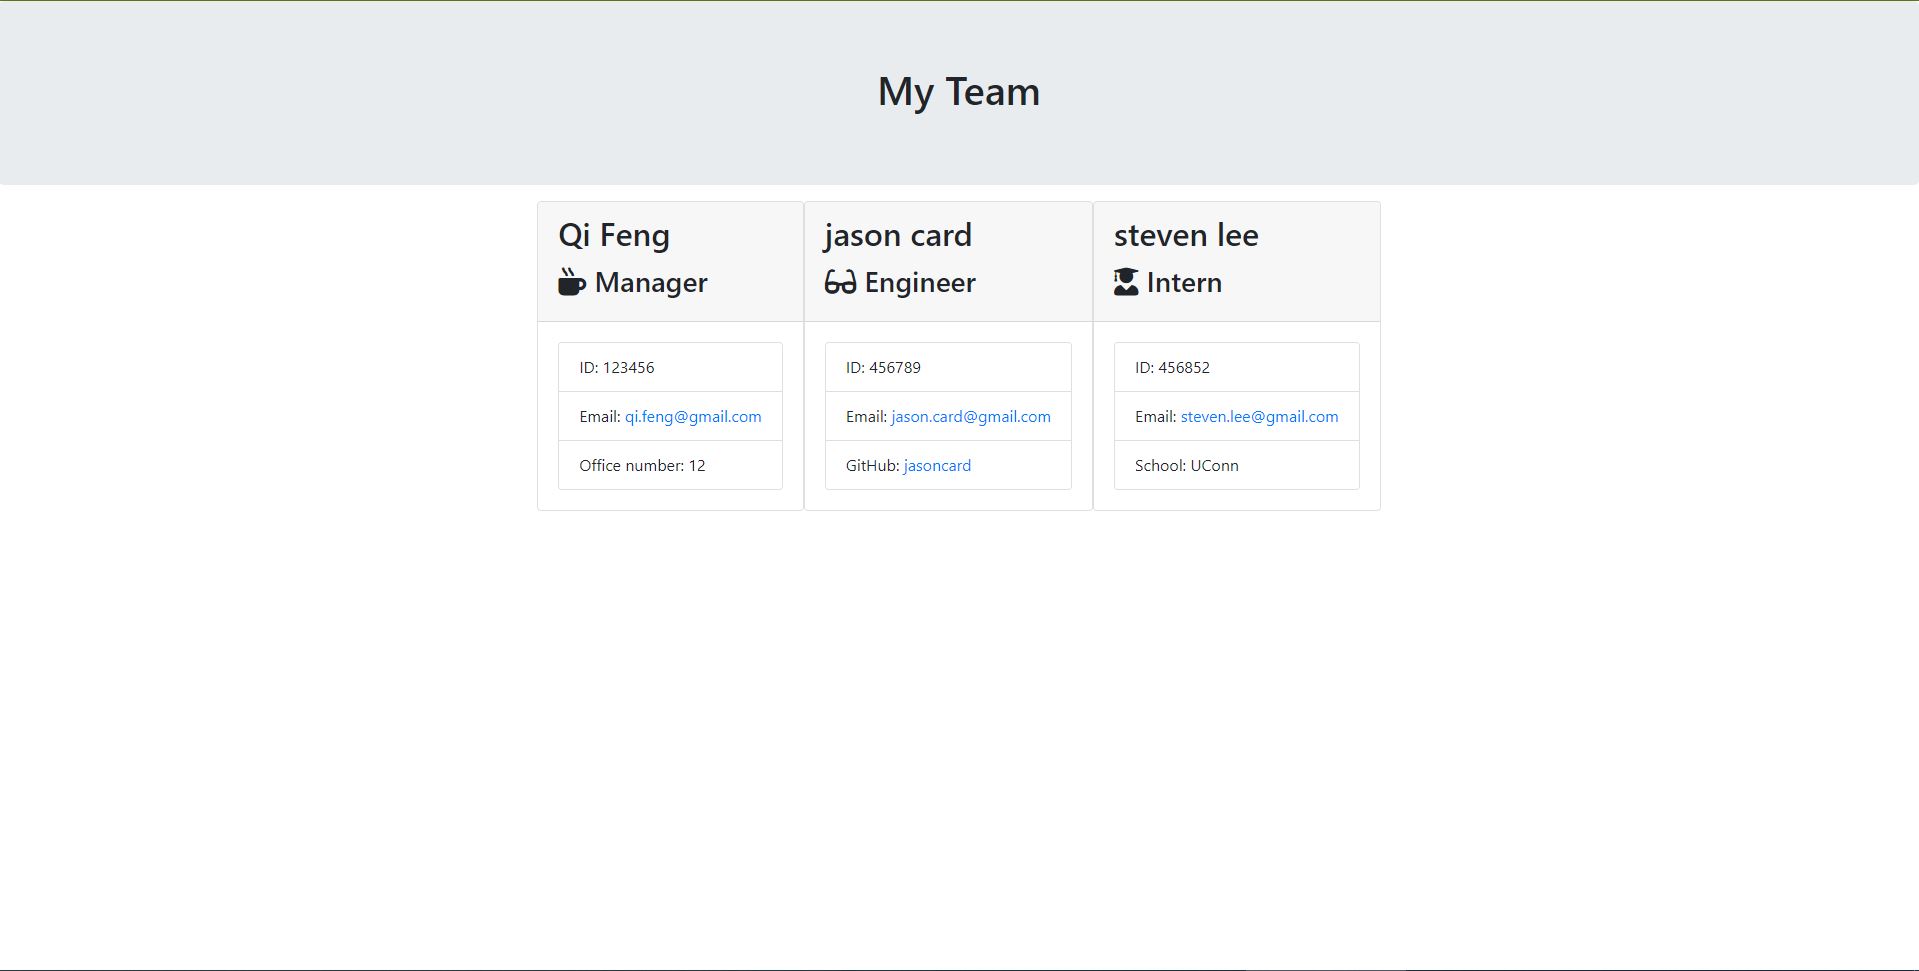 My Team
Qi Feng
Manager
ID: 123456
Email: qi.feng@gmail.com
Office number: 12
jason card
Engineer
ID: 456789
Email: jason.card@gmail.com
GitHub: jasoncard
steven lee
Intern
ID: 456852
Email: steven.lee@gmail.com
School: UConn